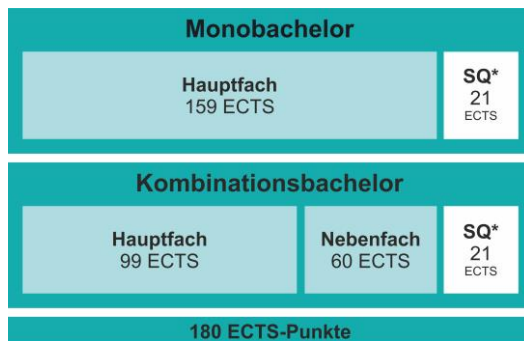 Monobachelor
Hauptfach
159 ECTS
SQ*
21
ECTS
Kombinationsbachelor
Hauptfach
99 ECTS
Nebenfach
60 ECTS
SQ*
21
ECTS
180 ECTS-Punkte